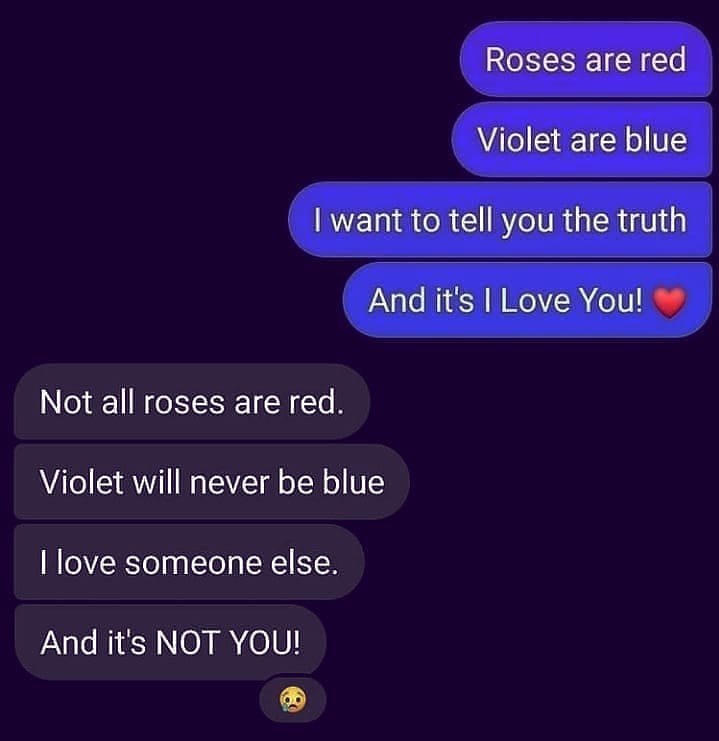 Roses are red
Violet are blue
I want to tell you the truth
And it's I Love You! ❤️
Not all roses are red.
Violet will never be blue
I love someone else.
And it's NOT YOU!
😢